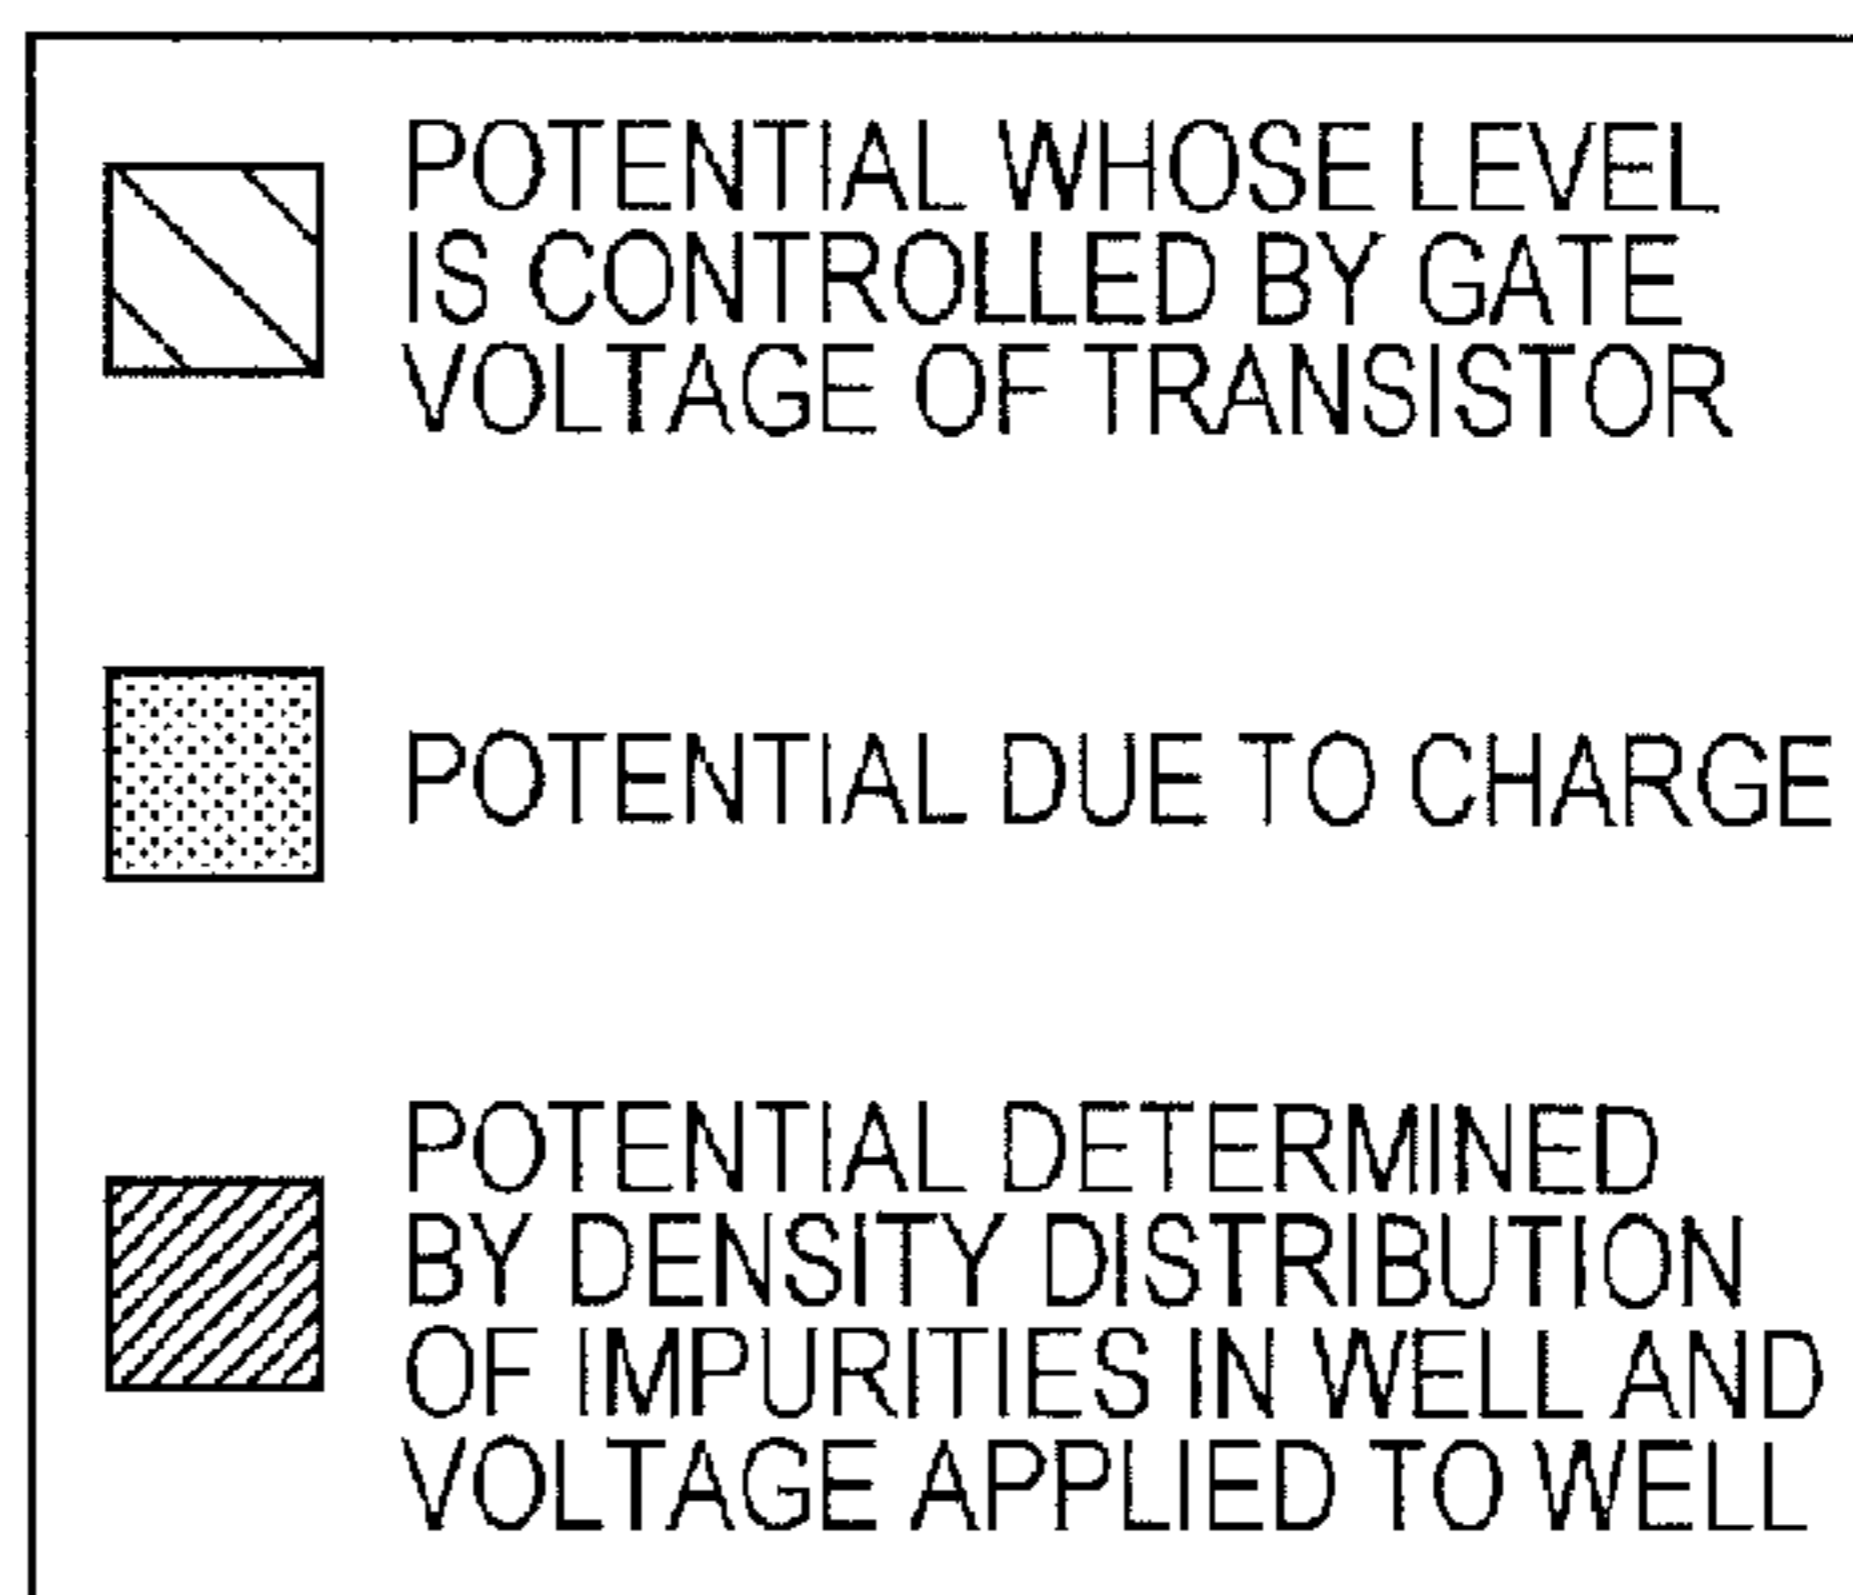 POTENTIAL WHOSE LEVEL
IS CONTROLLED BY GATE
VOLTAGE OF TRANSISTOR
POTENTIAL DUE TO CHARGE
POTENTIAL DETERMINED
BY DENSITY DISTRIBUTION
OF IMPURITIES IN WELL AND
VOLTAGE APPLIED TO WELL